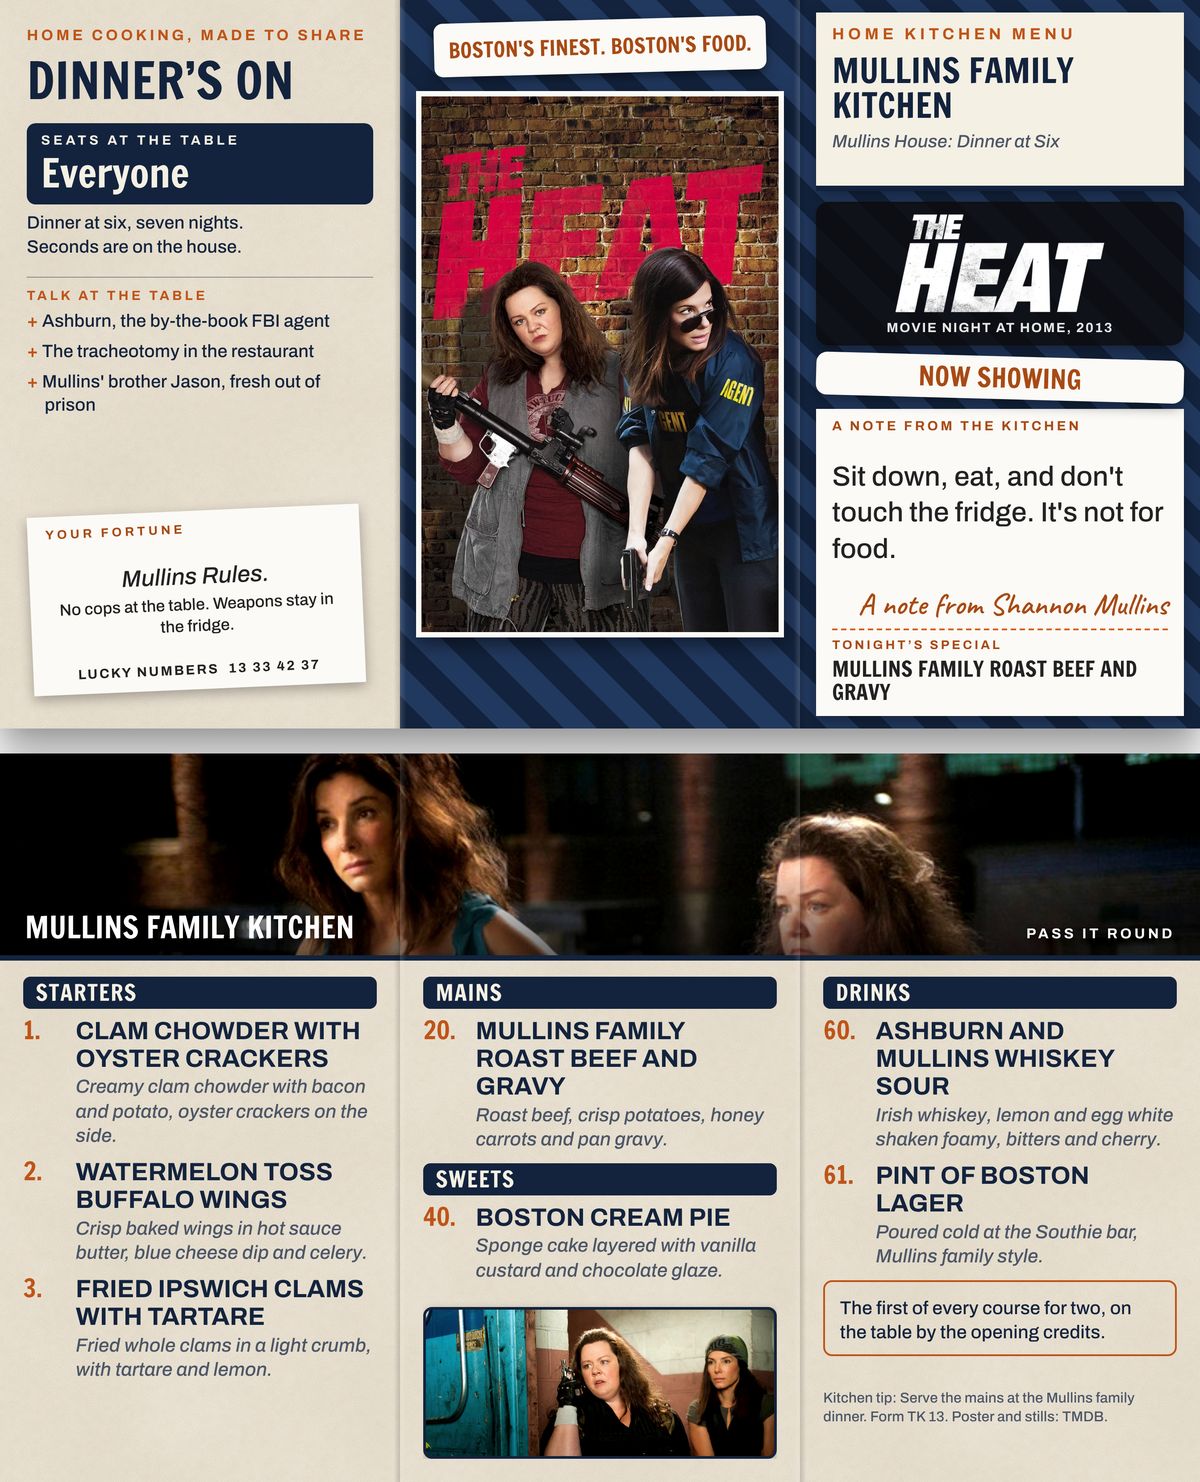 HOME COOKING, MADE TO SHARE
DINNER'S ON
SEATS AT THE TABLE
Everyone
Dinner at six, seven nights.
Seconds are on the house.
TALK AT THE TABLE
+ Ashburn, the by-the-book FBI agent
+ The tracheotomy in the restaurant
+ Mullins' brother Jason, fresh out of
prison
YOUR FORTUNE
Mullins Rules.
No cops at the table. Weapons stay in
the fridge.
LUCKY NUMBERS 13 33 42 37
BOSTON'S FINEST. BOSTON'S FOOD.
THE
HEAT
AGENT
GENT
HOME KITCHEN MENU
MULLINS FAMILY
KITCHEN
Mullins House: Dinner at Six
THE
HEAT
MOVIE NIGHT AT HOME, 2013
NOW SHOWING
A NOTE FROM THE KITCHEN
Sit down, eat, and don't
touch the fridge. It's not for
food.
A note from Shannon Mullins
TONIGHT'S SPECIAL
MULLINS FAMILY ROAST BEEF AND
GRAVY
MULLINS FAMILY KITCHEN
PASS IT ROUND
STARTERS
1. CLAM CHOWDER WITH
OYSTER CRACKERS
Creamy clam chowder with bacon
and potato, oyster crackers on the
side.
2. WATERMELON TOSS
BUFFALO WINGS
Crisp baked wings in hot sauce
butter, blue cheese dip and celery.
3. FRIED IPSWICH CLAMS
WITH TARTARE
Fried whole clams in a light crumb,
with tartare and lemon.
MAINS
20. MULLINS FAMILY
ROAST BEEF AND
GRAVY
Roast beef, crisp potatoes, honey
carrots and pan gravy.
SWEETS
40. BOSTON CREAM PIE
Sponge cake layered with vanilla
custard and chocolate glaze.
DRINKS
60. ASHBURN AND
MULLINS WHISKEY
SOUR
Irish whiskey, lemon and egg white
shaken foamy, bitters and cherry.
61. PINT OF BOSTON
LAGER
Poured cold at the Southie bar,
Mullins family style.
The first of every course for two, on
the table by the opening credits.
Kitchen tip: Serve the mains at the Mullins family
dinner. Form TK 13. Poster and stills: TMDB.